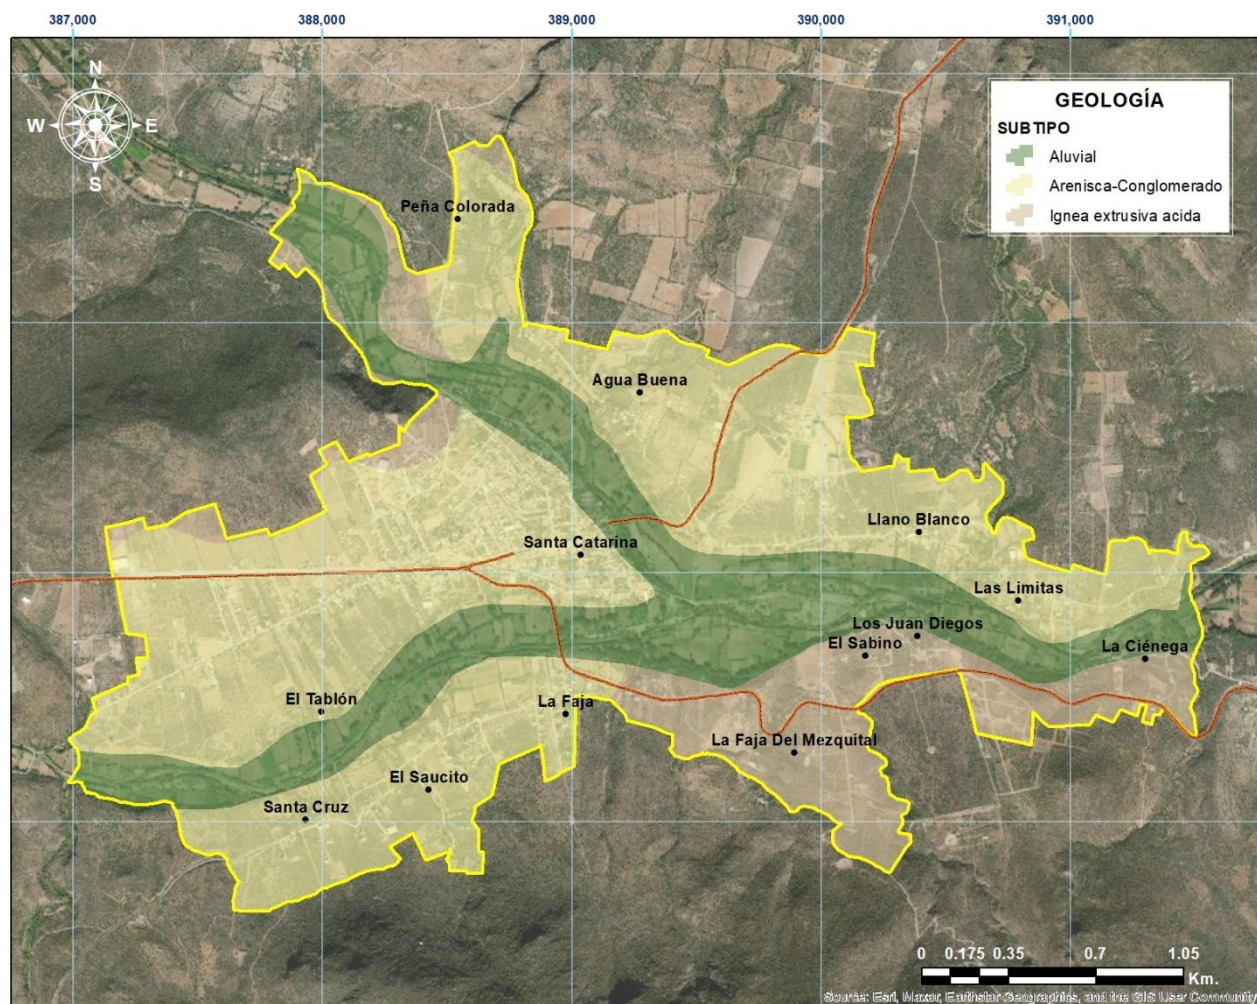 387,000 388,000 389,000 390,000 391,000
N
W E
S
GEOLOGÍA
SUBTIPO
Aluvial
Arenisca-Conglomerado
Ignea extrusiva acida
Peña Colorada
Agua Buena
Llano Blanco
Santa Catarina
Las Limitas
Los Juan Diegos
El Sabino
La Ciénega
El Tablón
La Faja
La Faja Del Mezquital
El Saucito
Santa Cruz
0 0.175 0.35 0.7 1.05
Km.
Source: Esri, Maxar, Earthstar Geographics, and the GIS User Community